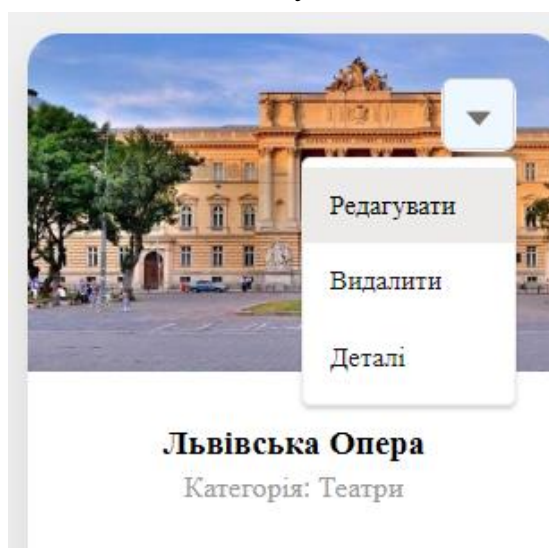 Редагувати
Видалити
Деталі
Львівська Опера
Категорія: Театри